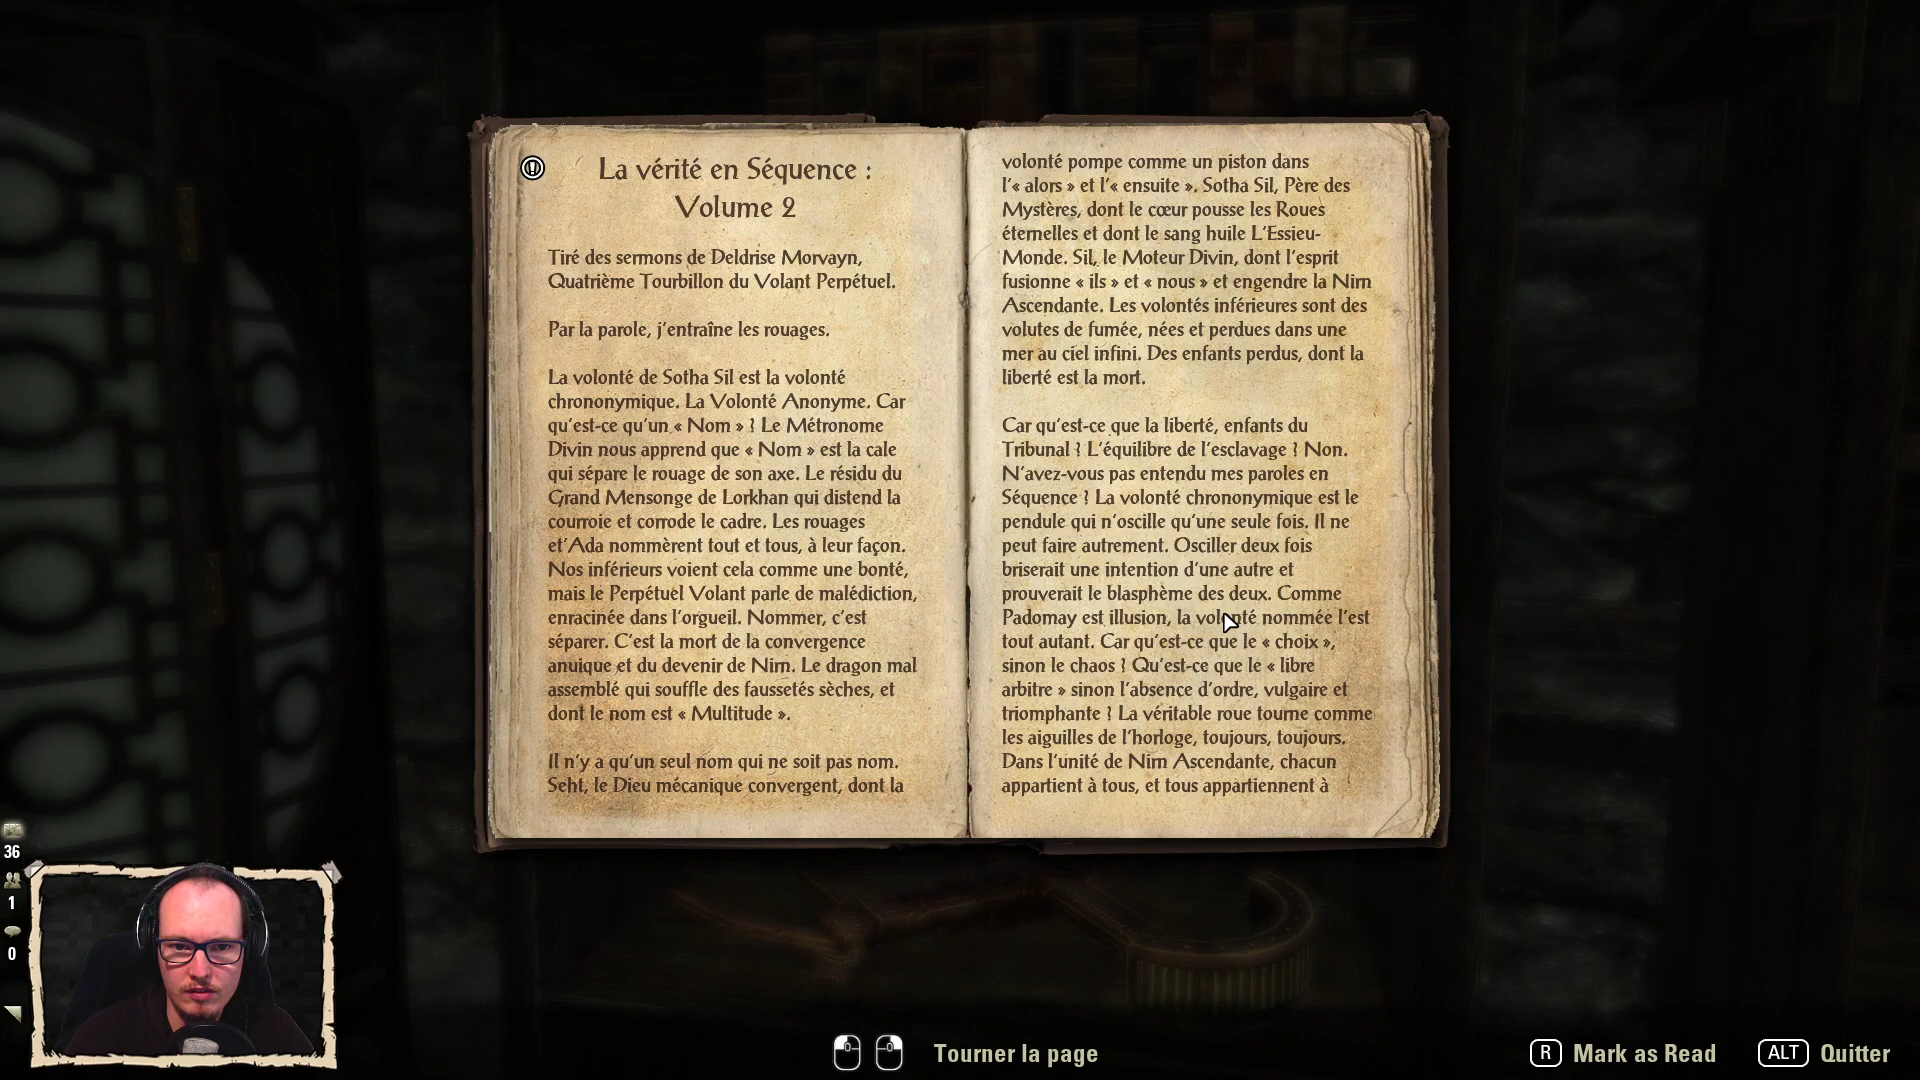 La vérité en Séquence :
Volume 2
Tiré des sermons de Deldrise Morvayn,
Quatrième Tourbillon du Volant Perpétuel.
Par la parole, j'entraîne les rouages.
La volonté de Sotha Sil est la volonté
chrononymique. La Volonté Anonyme. Car
qu'est-ce qu'un « Nom » ? Le Métronome
Divin nous apprend que « Nom » est la cale
qui sépare le rouage de son axe. Le résidu du
Grand Mensonge de Lorkhan qui distend la
courroie et corrode le cadre. Les rouages
et'Ada nommèrent tout et tous, à leur façon.
Nos inférieurs voient cela comme une bonté,
mais le Perpétuel Volant parle de malédiction,
enracinée dans l'orgueil. Nommer, c'est
séparer. C'est la mort de la convergence
anuique et du devenir de Nirn. Le dragon mal
assemblé qui souffle des faussetés sèches, et
dont le nom est « Multitude ».
Il n'y a qu'un seul nom qui ne soit pas nom.
Seht, le Dieu mécanique convergent, dont la
volonté pompe comme un piston dans
l'« alors » et l'« ensuite ». Sotha Sil, Père des
Mystères, dont le cœur pousse les Roues
éternelles et dont le sang huile L'Essieu-
Monde. Sil, le Moteur Divin, dont l'esprit
fusionne « ils » et « nous » et engendre la Nirn
Ascendante. Les volontés inférieures sont des
volutes de fumée, nées et perdues dans une
mer au ciel infini. Des enfants perdus, dont la
liberté est la mort.
Car qu'est-ce que la liberté, enfants du
Tribunal ? L'équilibre de l'esclavage ? Non.
N'avez-vous pas entendu mes paroles en
Séquence ? La volonté chrononymique est le
pendule qui n'oscille qu'une seule fois. Il ne
peut faire autrement. Osciller deux fois
briserait une intention d'une autre et
prouverait le blasphème des deux. Comme
Padomay est illusion, la volonté nommée l'est
tout autant. Car qu'est-ce que le « choix »,
sinon le chaos ? Qu'est-ce que le « libre
arbitre » sinon l'absence d'ordre, vulgaire et
triomphante ? La véritable roue tourne comme
les aiguilles de l'horloge, toujours, toujours.
Dans l'unité de Nirn Ascendante, chacun
appartient à tous, et tous appartiennent à
36
1
0
Tourner la page
R Mark as Read
ALT Quitter